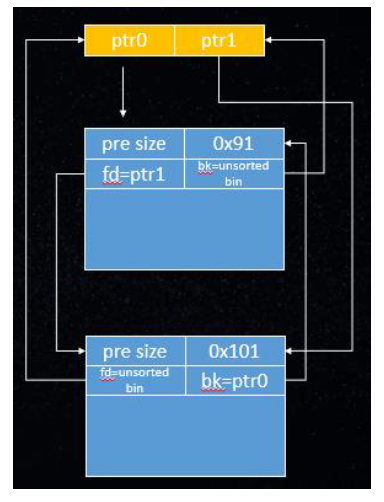 ptr0 ptr1
pre size 0x91
fd=ptr1 bk=unsorted
bin
pre size 0x101
fd=unsorted
bin bk=ptr0